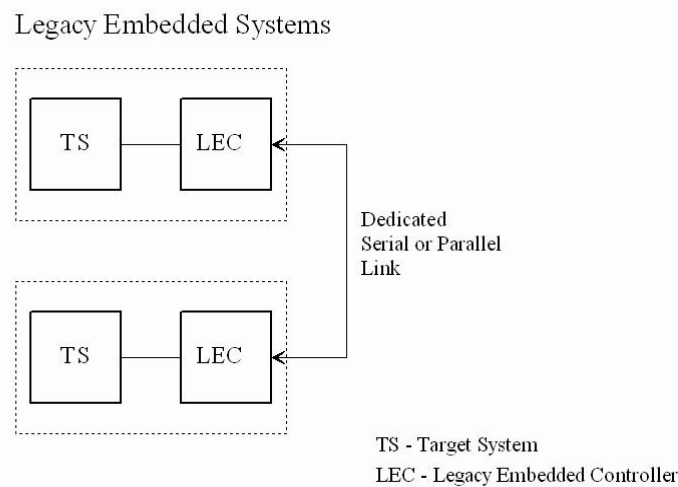 Legacy Embedded Systems
TS
LEC
Dedicated
Serial or Parallel
Link
TS
LEC
TS - Target System
LEC - Legacy Embedded Controller